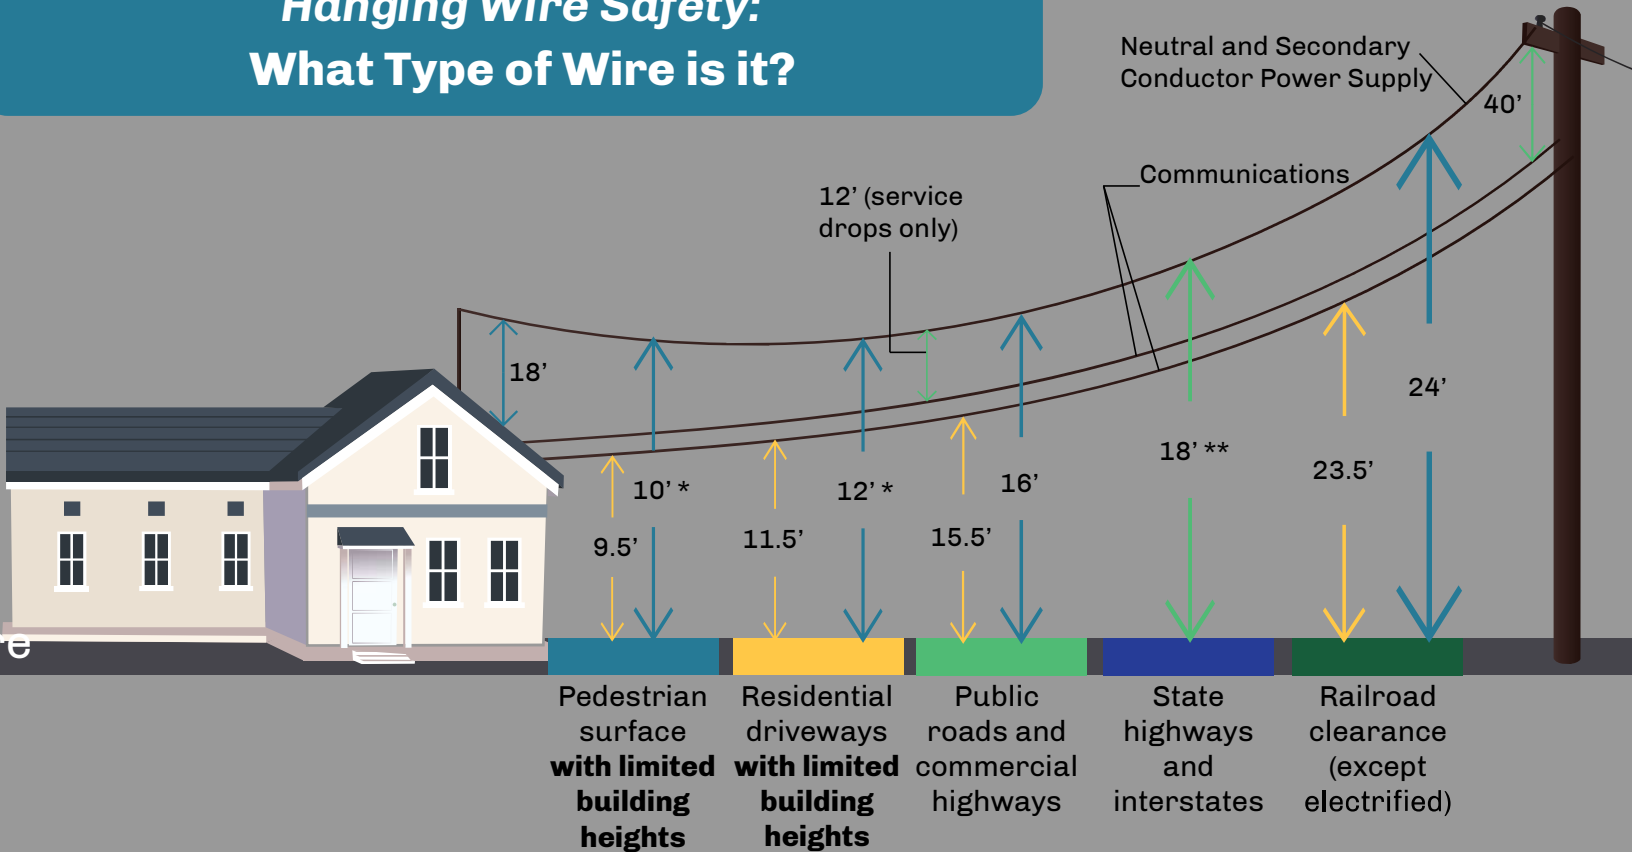 Hanging Wire Safety:
What Type of Wire is it?
Neutral and Secondary
Conductor Power Supply
40’
Communications
12’ (service
drops only)
18’
24’
18’ **
23.5’
10’ *
12’ *
16’
9.5’
11.5’
15.5’
e
Pedestrian
surface
with limited
building
heights
Residential
driveways
with limited
building
heights
Public
roads and
commercial
highways
State
highways
and
interstates
Railroad
clearance
(except
electrified)